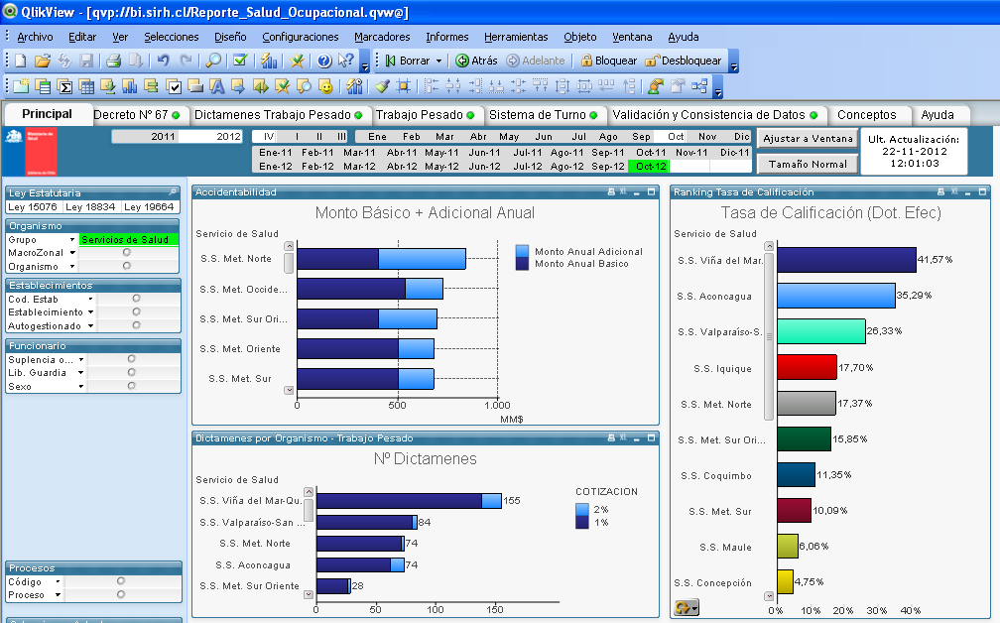 QlikView - [qvp://bi.sirh.cl/Reporte_Salud_Ocupacional.qvw@]
Archivo Editar Ver Selecciones Diseño Configuraciones Marcadores Informes Herramientas Objeto Ventana Ayuda
Borrar Atrás Adelante Bloquear Desbloquear
Principal Decreto Nº 67 Dictamenes Trabajo Pesado Trabajo Pesado Sistema de Turno Validación y Consistencia de Datos Conceptos Ayuda
2011 2012 IV I II III Ene Feb Mar Abr May Jun Jul Ago Sep Oct Nov Dic
Ene-11 Feb-11 Mar-11 Abr-11 May-11 Jun-11 Jul-11 Ago-11 Sep-11 Oct-11 Nov-11 Dic-11
Ene-12 Feb-12 Mar-12 Abr-12 May-12 Jun-12 Jul-12 Ago-12 Sep-12 Oct-12
Ajustar a Ventana
Tamaño Normal
Ult. Actualización:
22-11-2012
12:01:03
Ley Estatutaria
Ley 15076 Ley 18834 Ley 19664
Organismo
Grupo Servicios de Salud
MacroZonal
Organismo
Establecimientos
Cod. Estab
Establecimiento
Autogestionado
Funcionario
Suplencia o...
Lib. Guardia
Sexo
Procesos
Código
Proceso
Accidentabilidad
Monto Básico + Adicional Anual
Servicio de Salud
S.S. Met. Norte
S.S. Met. Occide...
S.S. Met. Sur Ori...
S.S. Met. Oriente
S.S. Met. Sur
0 500 1.000
MM$
Monto Anual Adicional
Monto Anual Basico
Dictamenes por Organismo - Trabajo Pesado
Nº Dictamenes
Servicio de Salud
S.S. Viña del Mar-Qu... 155
S.S. Valparaíso-San ... 84
S.S. Met. Norte 74
S.S. Aconcagua 74
S.S. Met. Sur Oriente 28
0 50 100 150
COTIZACION
2%
1%
Ranking Tasa de Calificación
Tasa de Calificación (Dot. Efec)
Servicio de Salud
S.S. Viña del Mar. 41,57%
S.S. Aconcagua 35,29%
S.S. Valparaíso-S. 26,33%
S.S. Iquique 17,70%
S.S. Met. Norte 17,37%
S.S. Met. Sur Ori... 15,85%
S.S. Coquimbo 11,35%
S.S. Met. Sur 10,09%
S.S. Maule 6,06%
S.S. Concepción 4,75%
0% 10% 20% 30% 40%